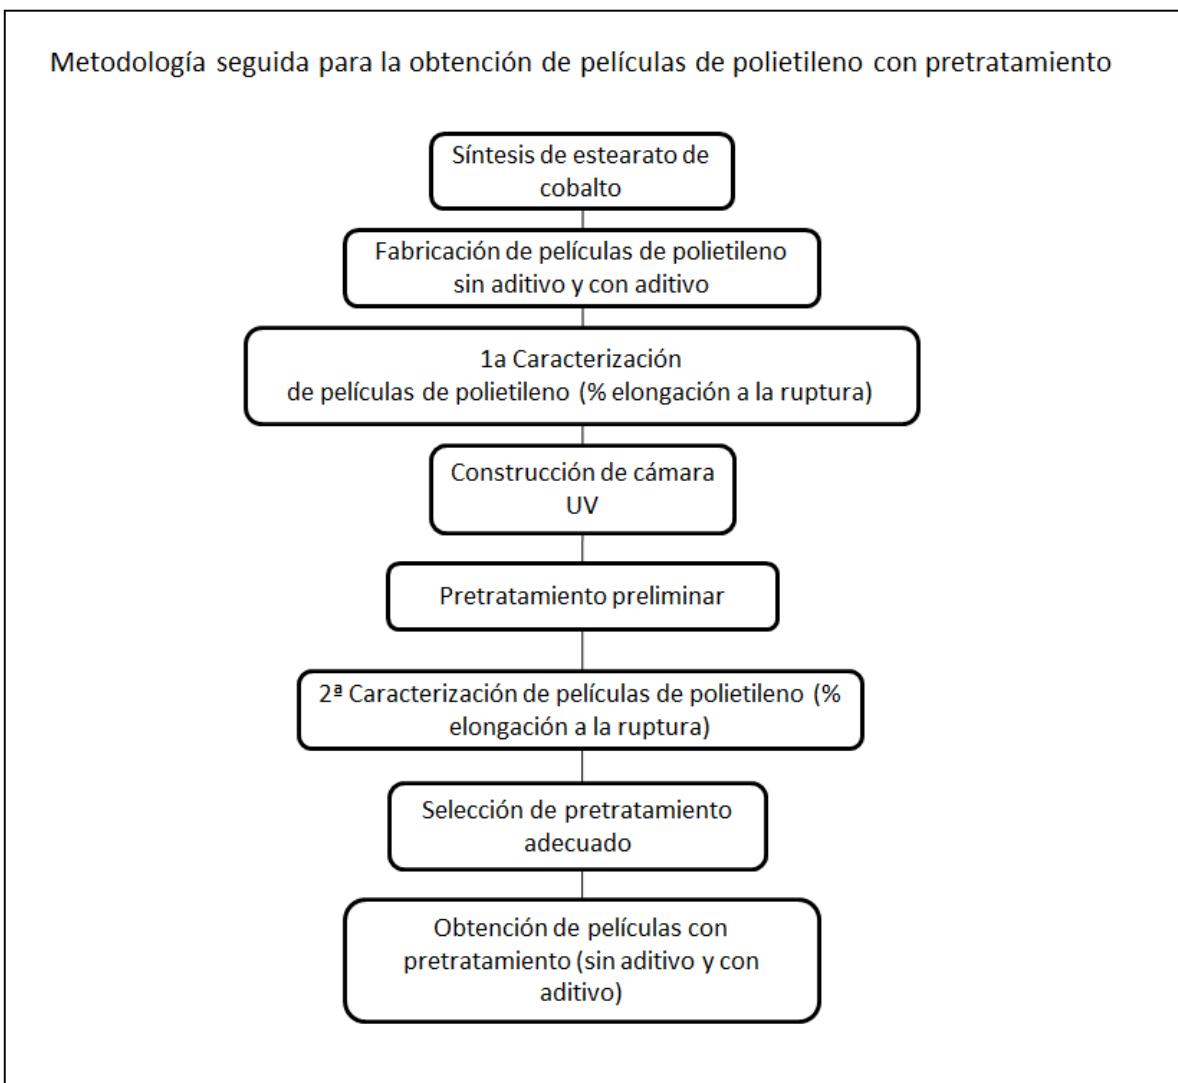 Metodología seguida para la obtención de películas de polietileno con pretratamiento
Síntesis de estearato de
cobalto
Fabricación de películas de polietileno
sin aditivo y con aditivo
1a Caracterización
de películas de polietileno (% elongación a la ruptura)
Construcción de cámara
UV
Pretratamiento preliminar
2ª Caracterización de películas de polietileno (%
elongación a la ruptura)
Selección de pretratamiento
adecuado
Obtención de películas con
pretratamiento (sin aditivo y con
aditivo)